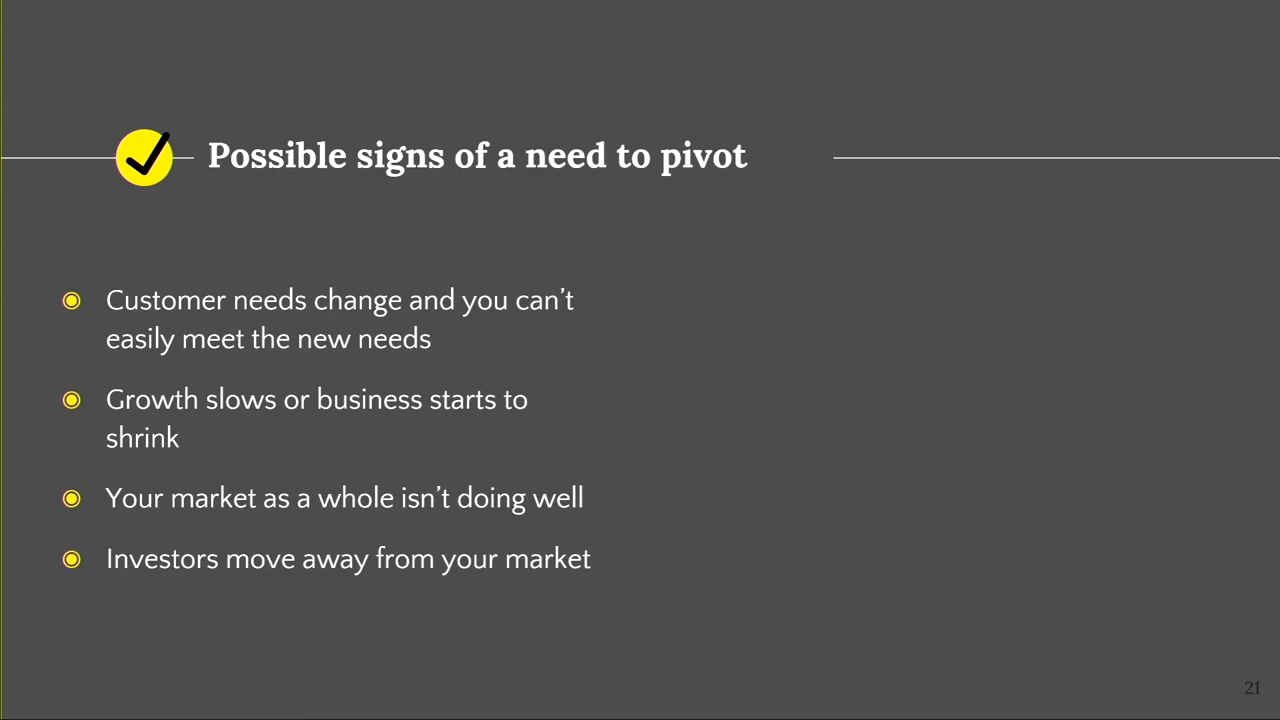 Possible signs of a need to pivot
Customer needs change and you can’t
easily meet the new needs
Growth slows or business starts to
shrink
Your market as a whole isn’t doing well
Investors move away from your market
21